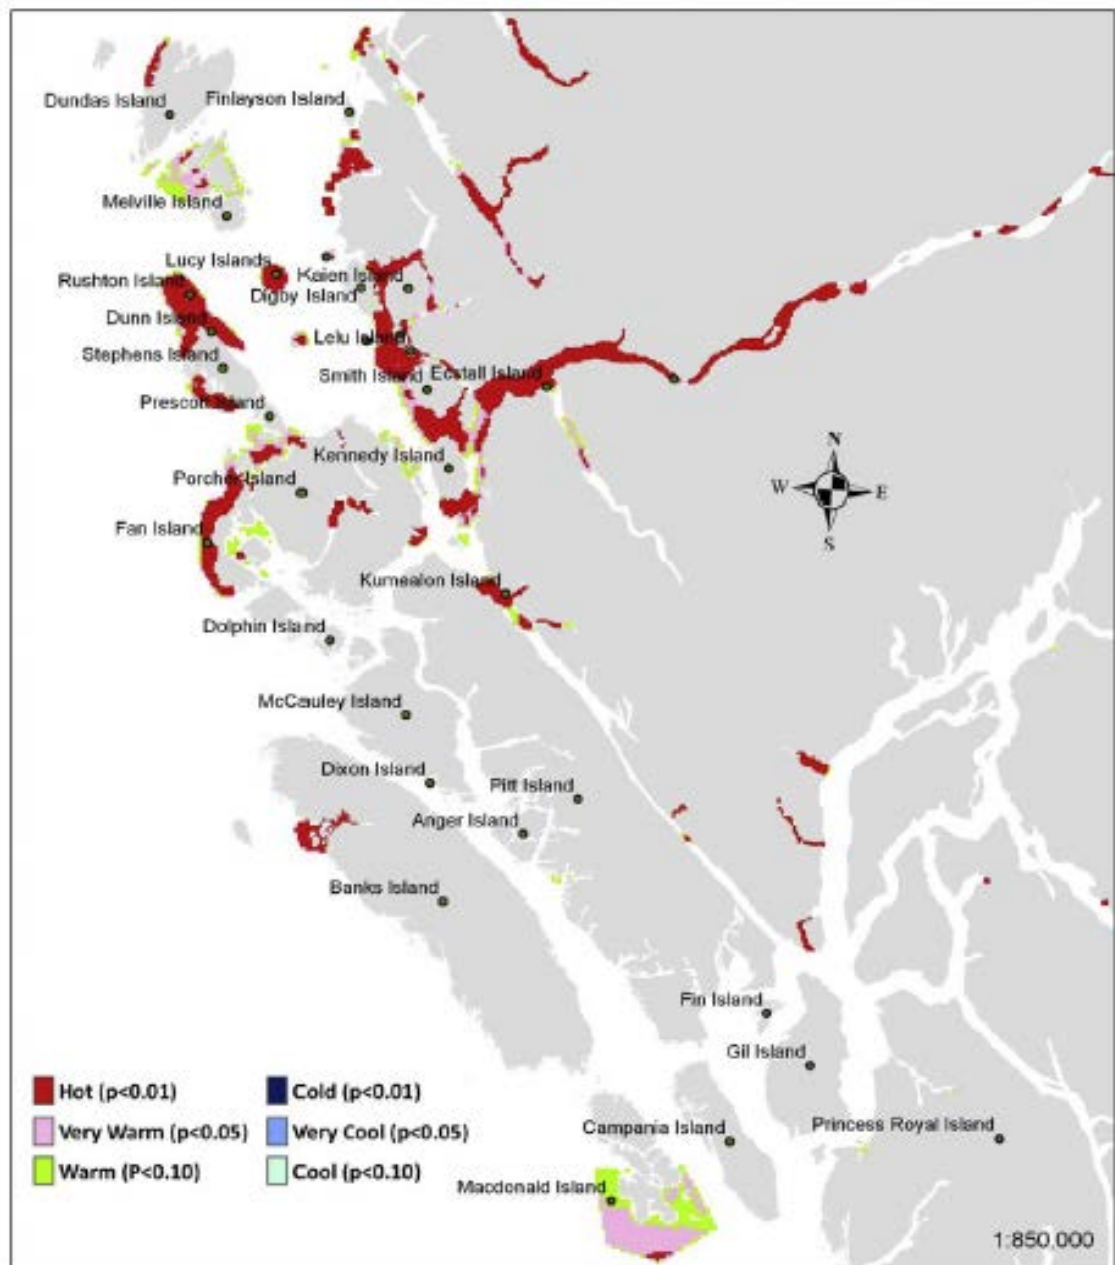 Dundas Island
Finlayson Island
Melville Island
Lucy Islands
Kaien Island
Rushton Island
Digby Island
Dunn Island
Lelu Island
Stephens Island
Smith Island
Ecstall Island
Prescott Island
Kennedy Island
Porcher Island
Fan Island
N
W
E
S
Kumealon Island
Dolphin Island
McCauley Island
Dixon Island
Pitt Island
Anger Island
Banks Island
Fin Island
Gil Island
Hot (p<0.01)
Cold (p<0.01)
Very Warm (p<0.05)
Very Cool (p<0.05)
Warm (P<0.10)
Cool (p<0.10)
Campania Island
Princess Royal Island
Macdonald Island
1:850,000